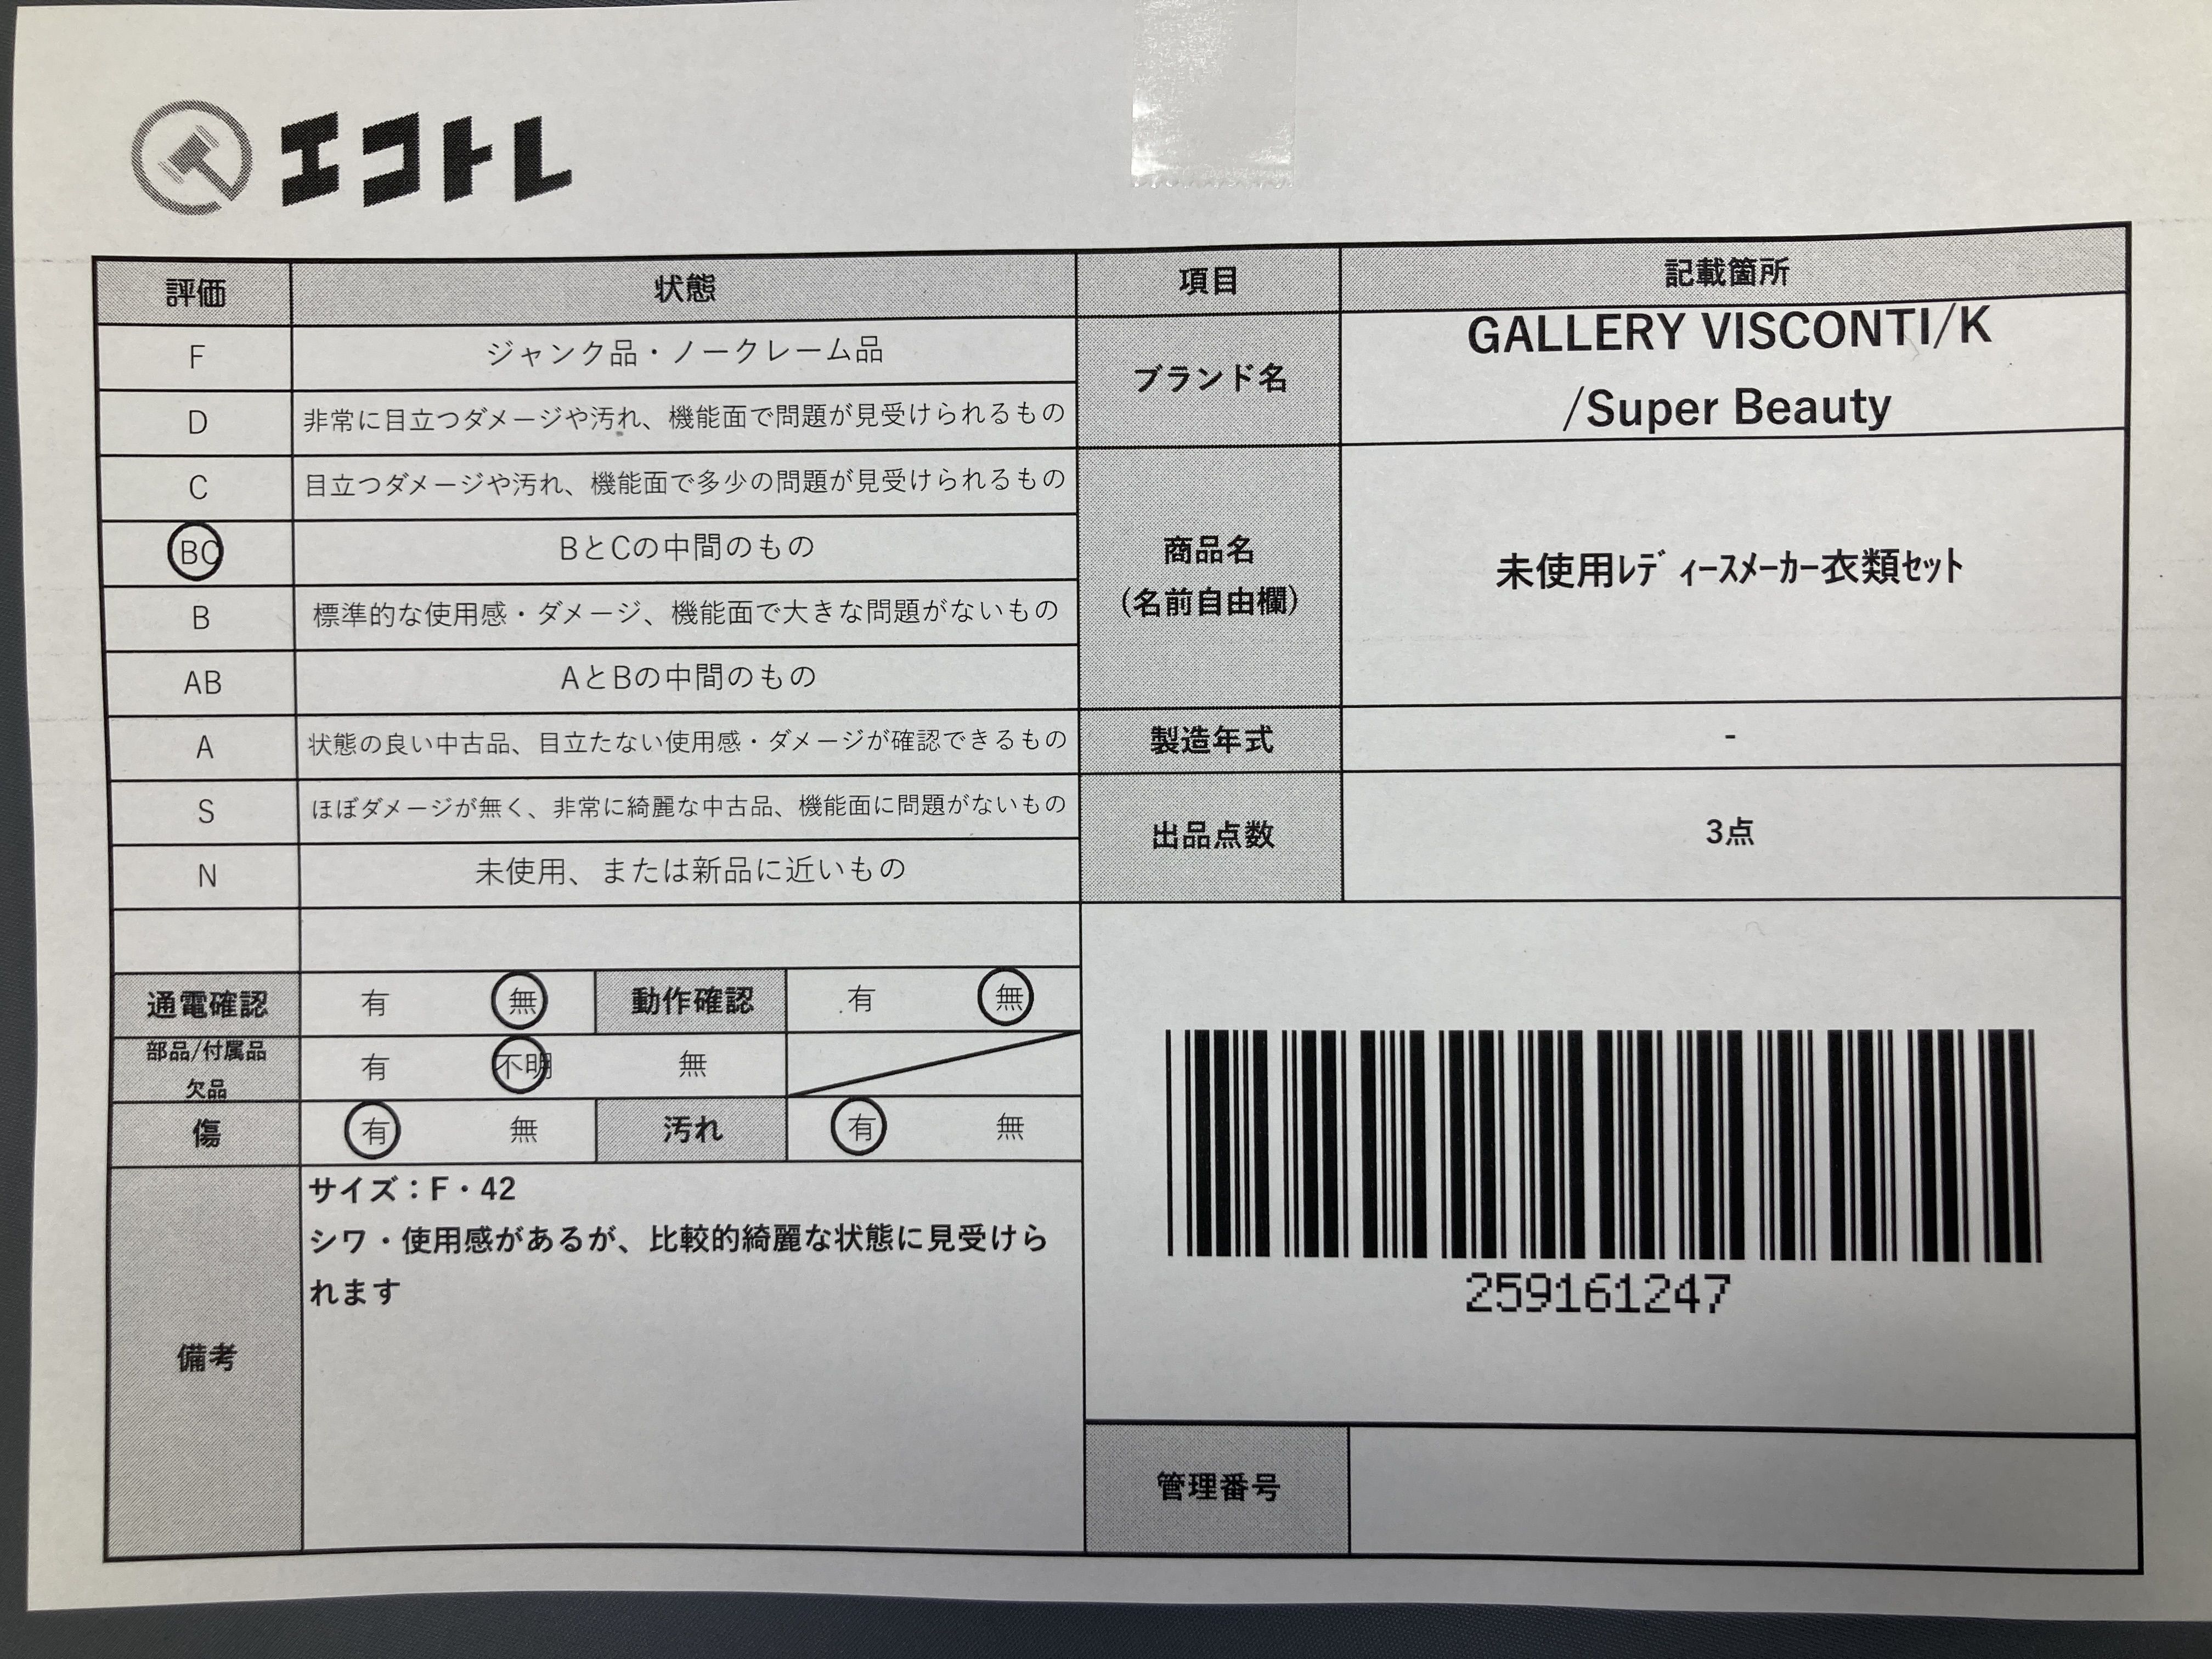 エコトレ
評価 状態 項目 記載箇所
F ジャンク品・ノークレーム品
D 非常に目立つダメージや汚れ、機能面で問題が見受けられるもの
C 目立つダメージや汚れ、機能面で多少の問題が見受けられるもの
BC BとCの中間のもの
B 標準的な使用感・ダメージ、機能面で大きな問題がないもの
AB AとBの中間のもの
A 状態の良い中古品、目立たない使用感・ダメージが確認できるもの
S ほぼダメージが無く、非常に綺麗な中古品、機能面に問題がないもの
N 未使用、または新品に近いもの
ブランド名
GALLERY VISCONTI/K
/Super Beauty
商品名
（名前自由欄）
未使用ﾚﾃﾞｨｰｽﾒｰｶｰ衣類ｾｯﾄ
製造年式 -
出品点数 3点
通電確認 有 無 動作確認 有 無
部品/付属品
欠品
有 不明 無
傷 有 無 汚れ 有 無
備考
サイズ：F・42
シワ・使用感があるが、比較的綺麗な状態に見受けら
れます
259161247
管理番号